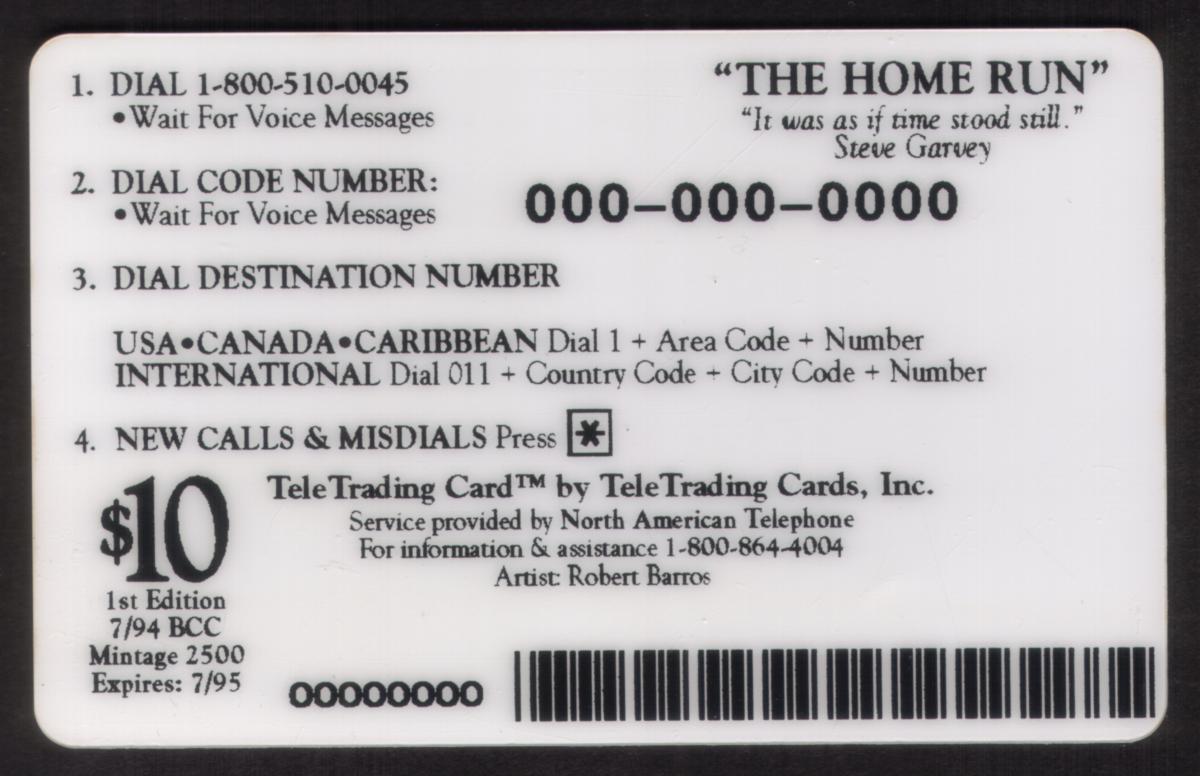 1. DIAL 1-800-510-0045
•Wait For Voice Messages
"THE HOME RUN"
"It was as if time stood still."
Steve Garvey
2. DIAL CODE NUMBER:
•Wait For Voice Messages
000-000-0000
3. DIAL DESTINATION NUMBER
USA•CANADA•CARIBBEAN Dial 1 + Area Code + Number
INTERNATIONAL Dial 011 + Country Code + City Code + Number
4. NEW CALLS & MISDIALS Press *
$10
1st Edition
7/94 BCC
Mintage 2500
Expires: 7/95
TeleTrading Card™ by TeleTrading Cards, Inc.
Service provided by North American Telephone
For information & assistance 1-800-864-4004
Artist: Robert Barros
00000000